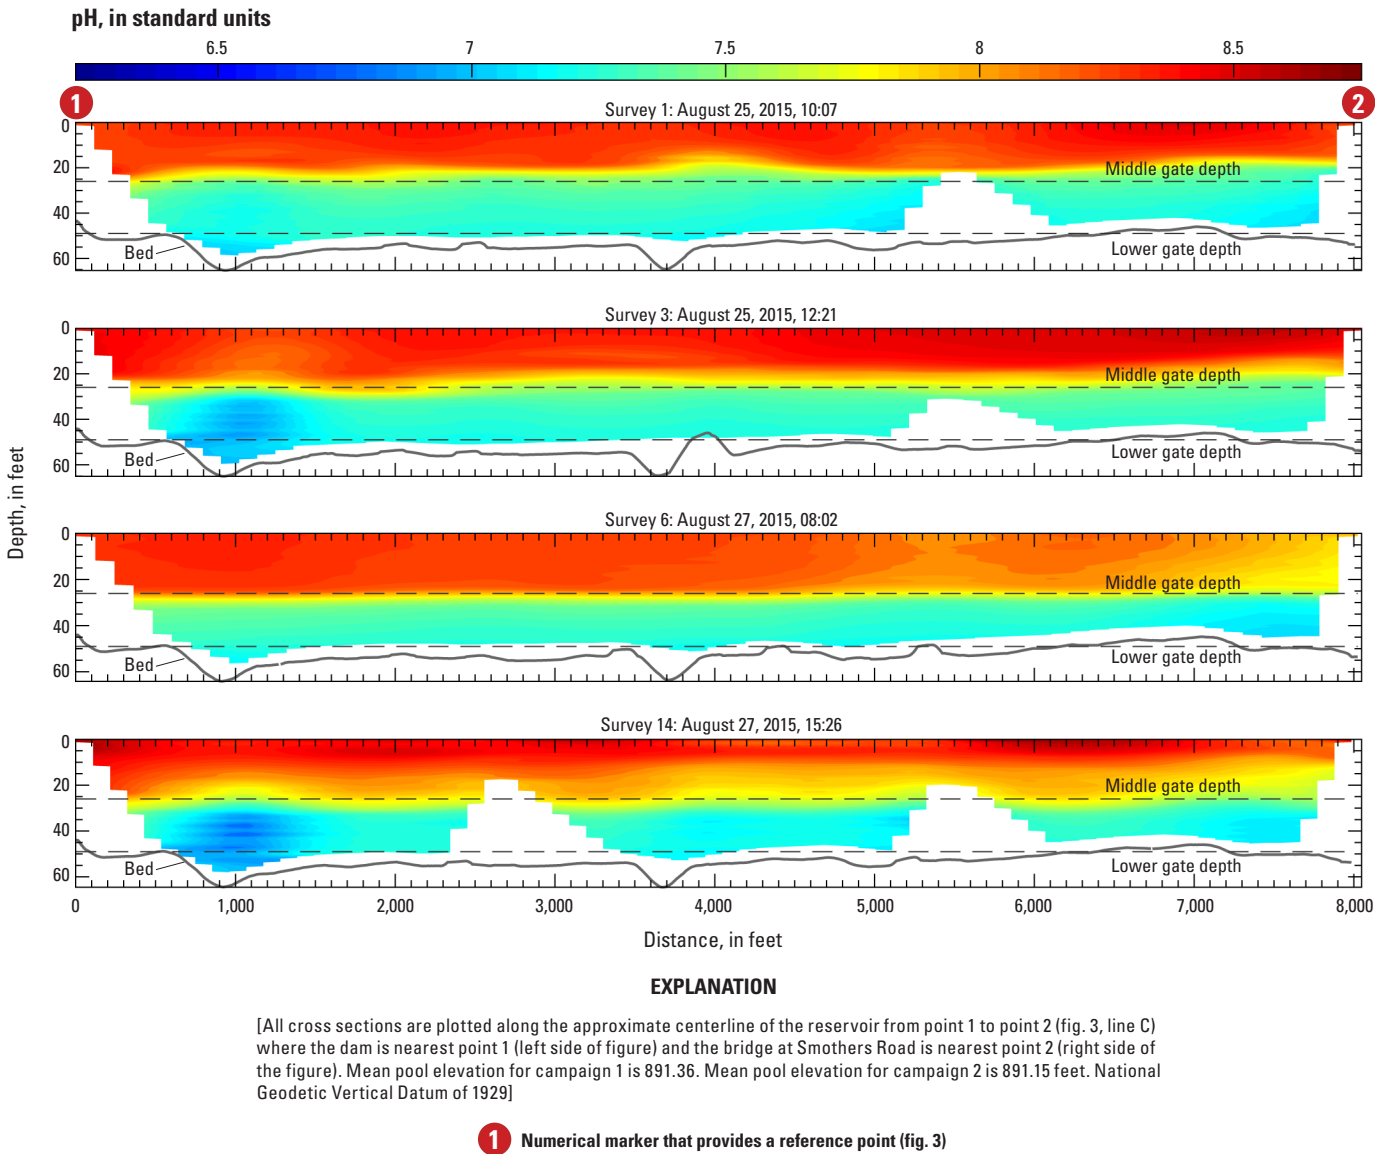 pH, in standard units
6.5 7 7.5 8 8.5
1 2
Survey 1: August 25, 2015, 10:07
0
20
40
60
Middle gate depth
Bed
Lower gate depth
Survey 3: August 25, 2015, 12:21
0
20
40
60
Middle gate depth
Bed
Lower gate depth
Depth, in feet
Survey 6: August 27, 2015, 08:02
0
20
40
60
Middle gate depth
Bed
Lower gate depth
Survey 14: August 27, 2015, 15:26
0
20
40
60
Middle gate depth
Bed
Lower gate depth
0 1,000 2,000 3,000 4,000 5,000 6,000 7,000 8,000
Distance, in feet
EXPLANATION
[All cross sections are plotted along the approximate centerline of the reservoir from point 1 to point 2 (fig. 3, line C)
where the dam is nearest point 1 (left side of figure) and the bridge at Smothers Road is nearest point 2 (right side of
the figure). Mean pool elevation for campaign 1 is 891.36. Mean pool elevation for campaign 2 is 891.15 feet. National
Geodetic Vertical Datum of 1929]
1 Numerical marker that provides a reference point (fig. 3)